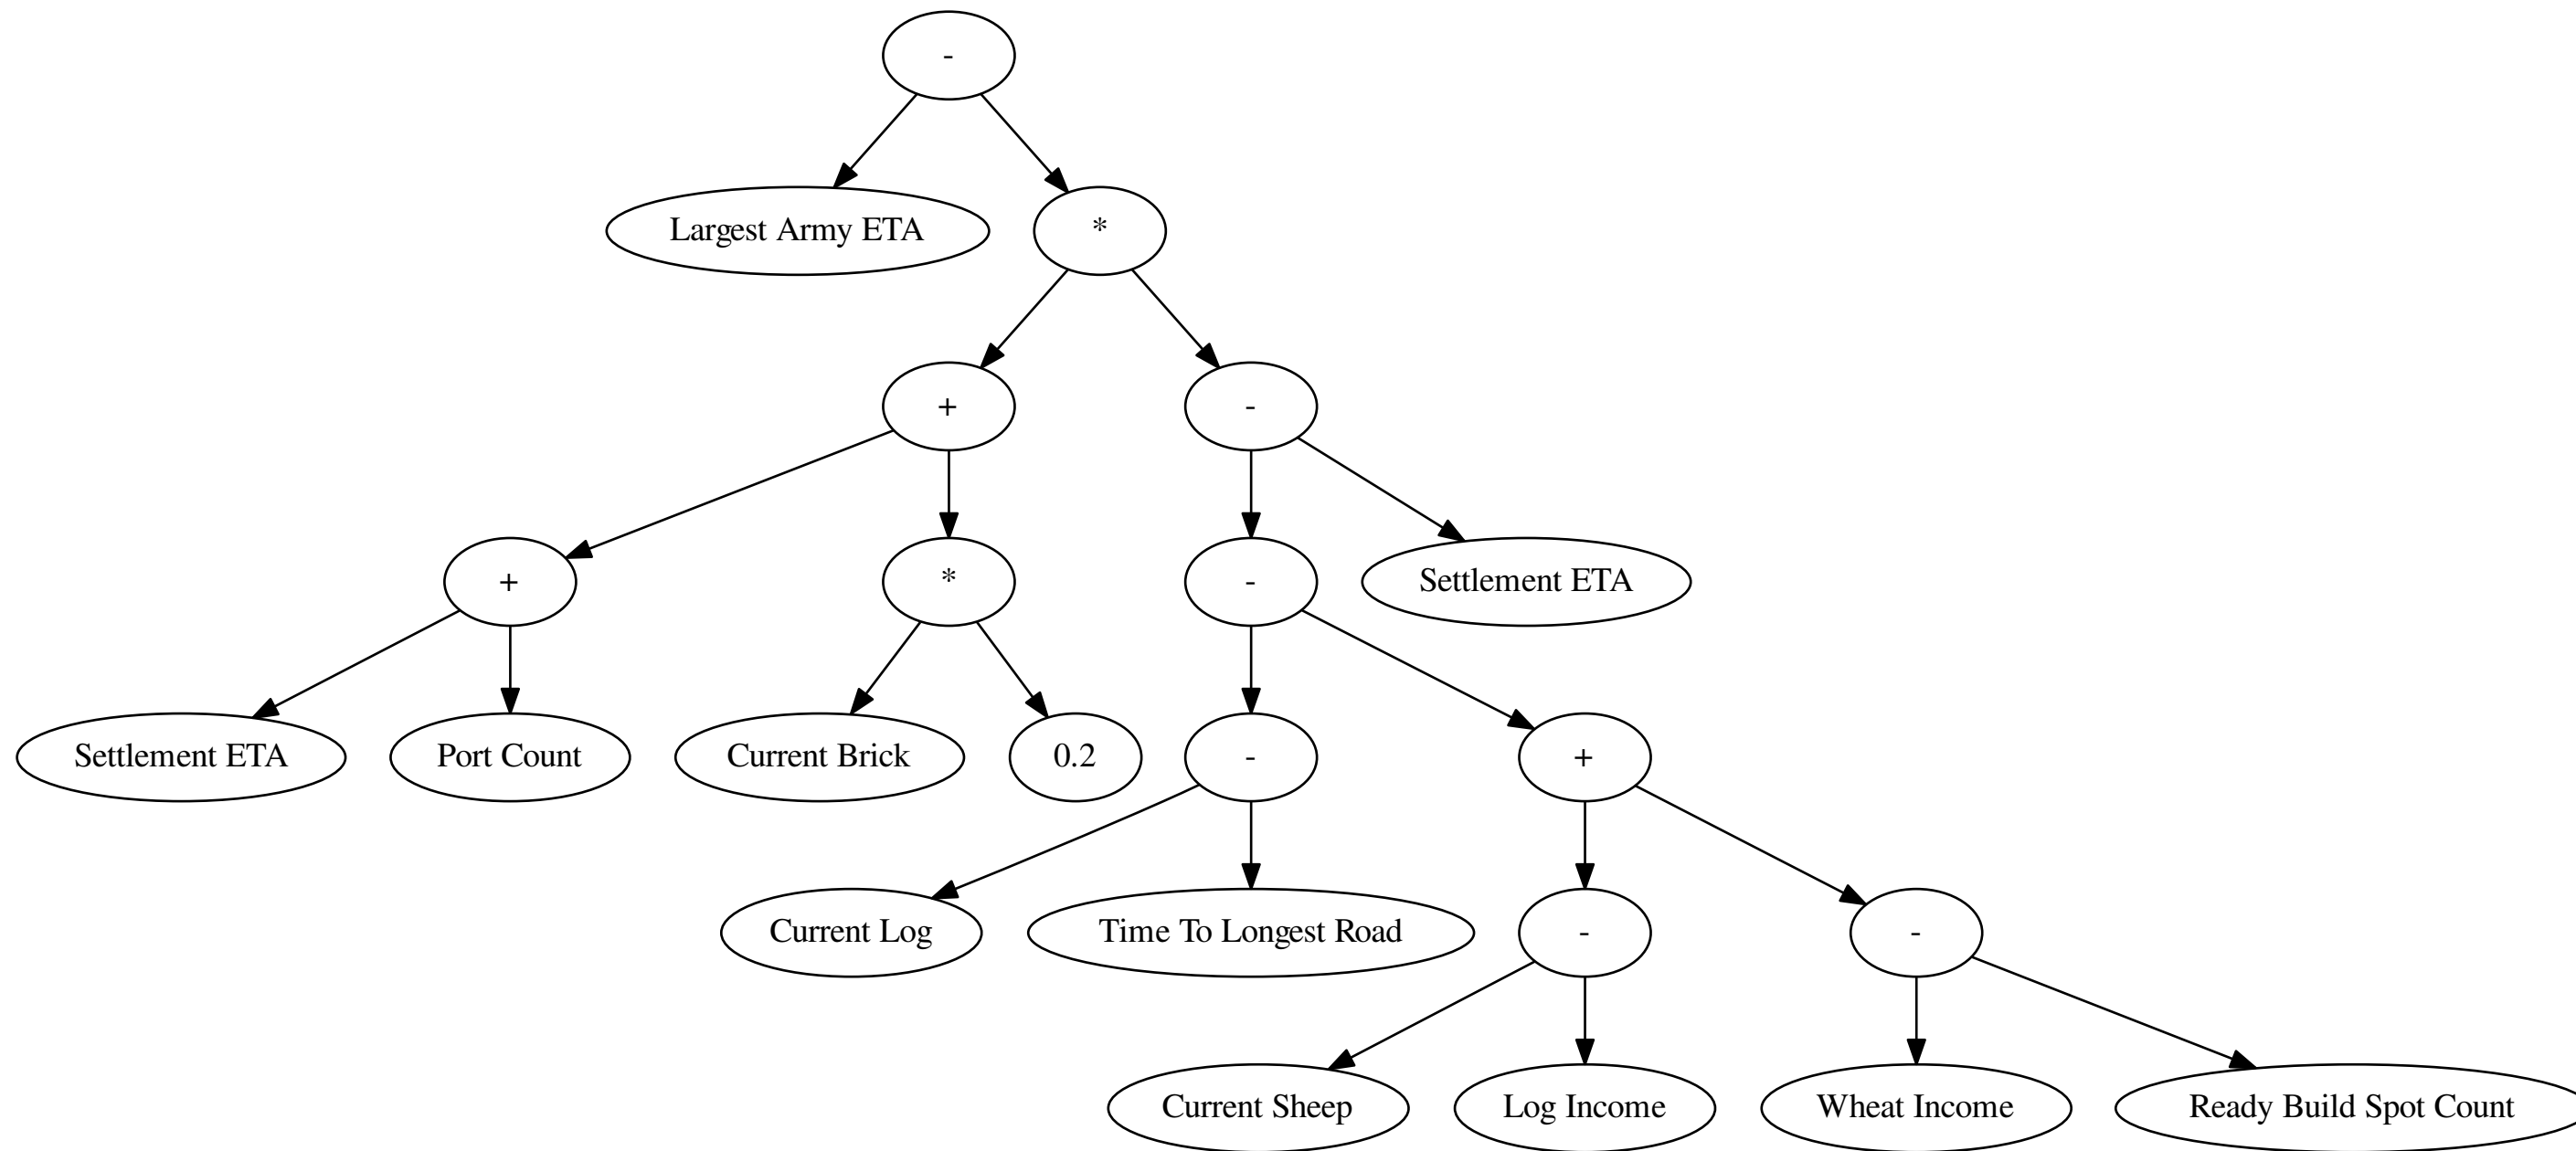 -
Largest Army ETA
*
+
-
+
*
-
Settlement ETA
Settlement ETA
Port Count
Current Brick
0.2
-
+
Current Log
Time To Longest Road
-
-
Current Sheep
Log Income
Wheat Income
Ready Build Spot Count